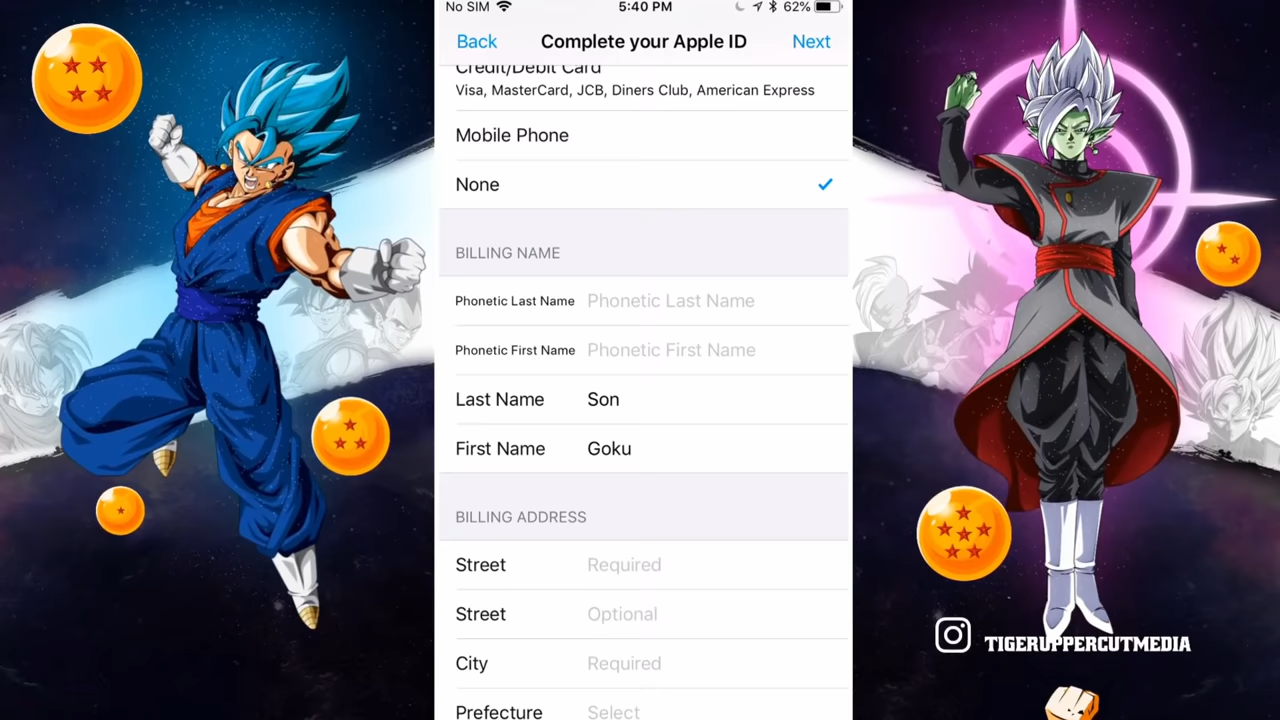 No SIM 5:40 PM 62%
Back Complete your Apple ID Next
Credit/Debit Card
Visa, MasterCard, JCB, Diners Club, American Express
Mobile Phone
None
BILLING NAME
Phonetic Last Name Phonetic Last Name
Phonetic First Name Phonetic First Name
Last Name Son
First Name Goku
BILLING ADDRESS
Street Required
Street Optional
City Required
Prefecture Select
TIGERUPPERCUTMEDIA